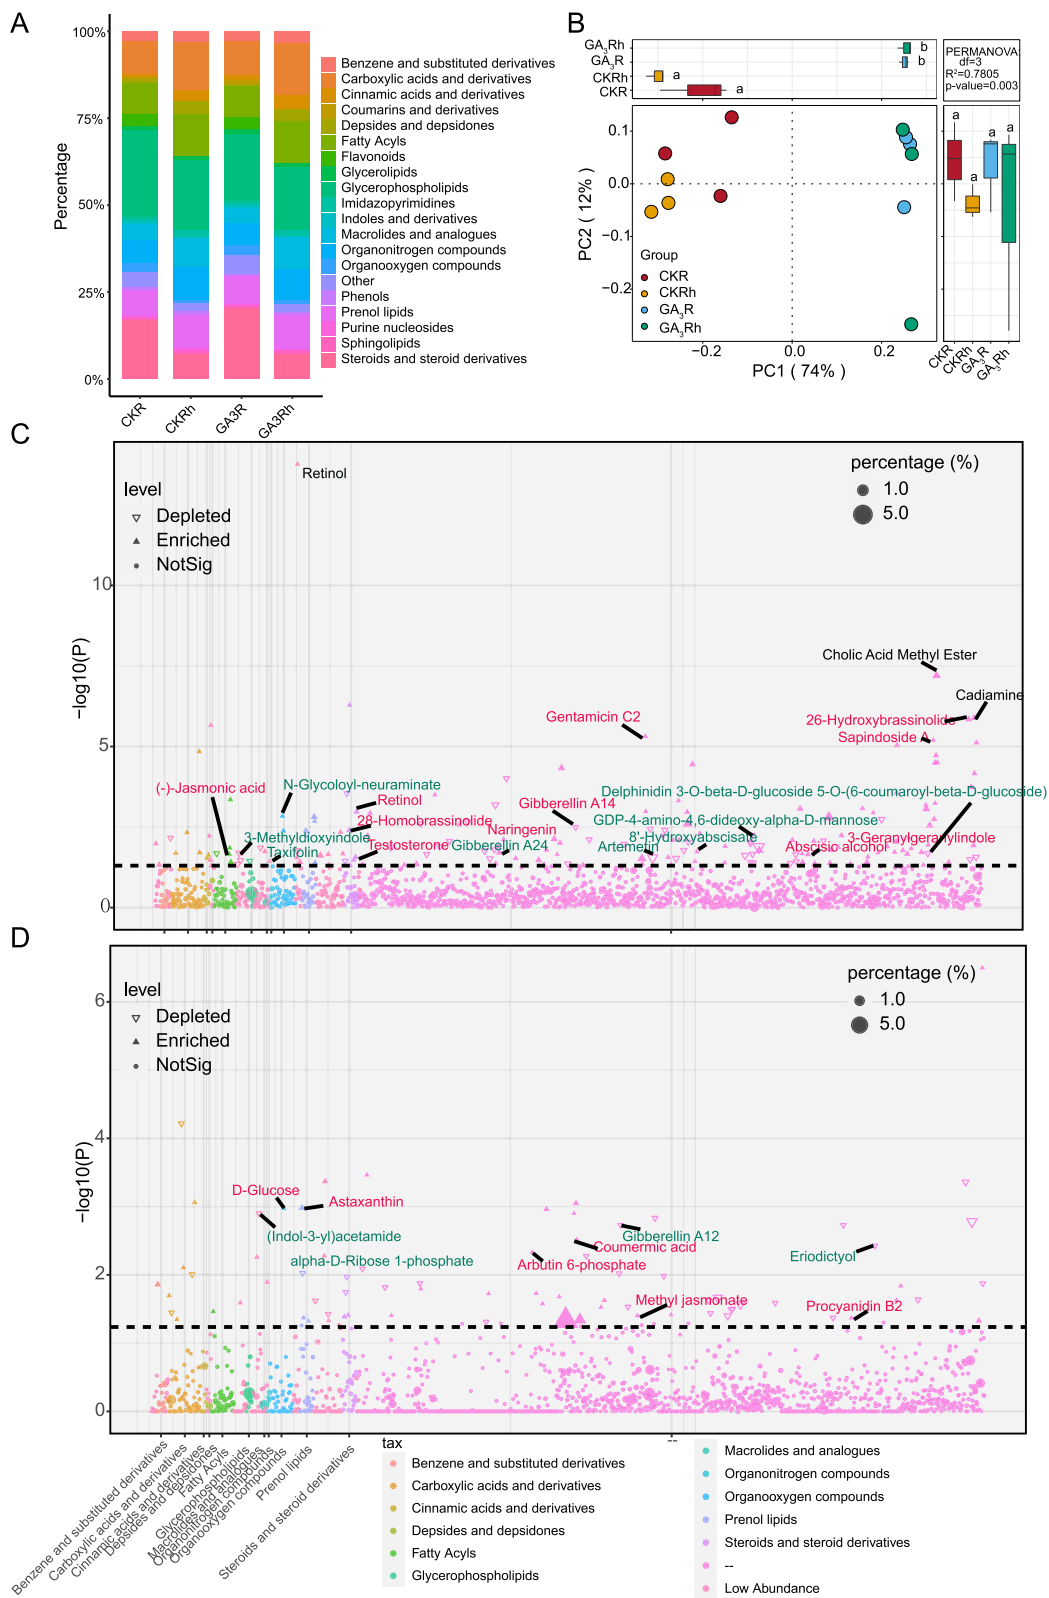 A
100%
75%
50%
25%
0%
Percentage
CKR
CKRh
GA3R
GA3Rh
Benzene and substituted derivatives
Carboxylic acids and derivatives
Cinnamic acids and derivatives
Coumarins and derivatives
Depsides and depsidones
Fatty Acyls
Flavonoids
Glycerolipids
Glycerophospholipids
Imidazopyrimidines
Indoles and derivatives
Macrolides and analogues
Organonitrogen compounds
Organooxygen compounds
Other
Phenols
Prenol lipids
Purine nucleosides
Sphingolipids
Steroids and steroid derivatives
B
GA3Rh
GA3R
CKRh
CKR
b
b
a
a
PERMANOVA:
df=3
R²=0.7805
p-value=0.003
0.1
0.0
−0.1
−0.2
PC2 ( 12% )
Group
CKR
CKRh
GA3R
GA3Rh
−0.2
0.0
0.2
PC1 ( 74% )
a
a
a
a
CKR
CKRh
GA3R
GA3Rh
C
level
Depleted
Enriched
NotSig
percentage (%)
1.0
5.0
10
5
0
−log10(P)
Retinol
Cholic Acid Methyl Ester
Cadiamine
Gentamicin C2
26-Hydroxybrassinolide
Sapindoside A
(-)-Jasmonic acid
N-Glycoloyl-neuraminate
Retinol
Delphinidin 3-O-beta-D-glucoside 5-O-(6-coumaroyl-beta-D-glucoside)
Gibberellin A14
28-Homobrassinolide
GDP-4-amino-4,6-dideoxy-alpha-D-mannose
Naringenin
3-Methyldioxyindole
8'-Hydroxyabscisate
3-Geranylgeranylindole
Testosterone
Gibberellin A24
Artemetin
Abscisic alcohol
Taxifolin
D
level
Depleted
Enriched
NotSig
percentage (%)
1.0
5.0
6
4
2
0
−log10(P)
D-Glucose
Astaxanthin
(Indol-3-yl)acetamide
Gibberellin A12
Coumermic acid
alpha-D-Ribose 1-phosphate
Arbutin 6-phosphate
Eriodictyol
Methyl jasmonate
Procyanidin B2
Benzene and substituted derivatives
Carboxylic acids and derivatives
Cinnamic acids and derivatives
Depsides and depsidones
Fatty Acyls
Glycerophospholipids
Macrolides and analogues
Organonitrogen compounds
Organooxygen compounds
Prenol lipids
Steroids and steroid derivatives
--
tax
Benzene and substituted derivatives
Carboxylic acids and derivatives
Cinnamic acids and derivatives
Depsides and depsidones
Fatty Acyls
Glycerophospholipids
Macrolides and analogues
Organonitrogen compounds
Organooxygen compounds
Prenol lipids
Steroids and steroid derivatives
--
Low Abundance